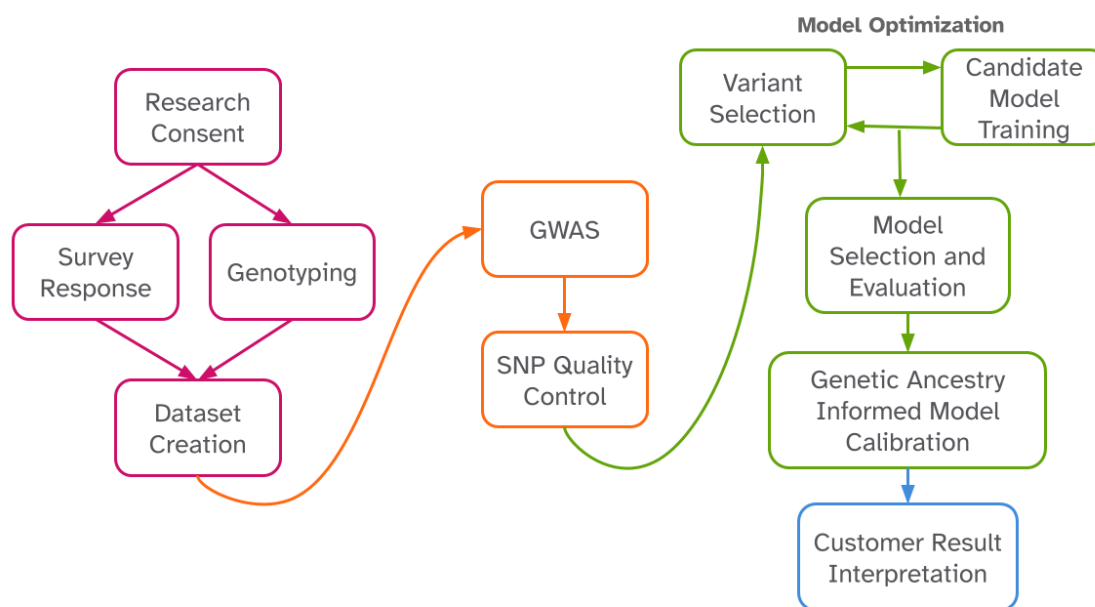 Model Optimization
Research
Consent
Survey
Response
Genotyping
Dataset
Creation
GWAS
SNP Quality
Control
Variant
Selection
Candidate
Model
Training
Model
Selection and
Evaluation
Genetic Ancestry
Informed Model
Calibration
Customer Result
Interpretation